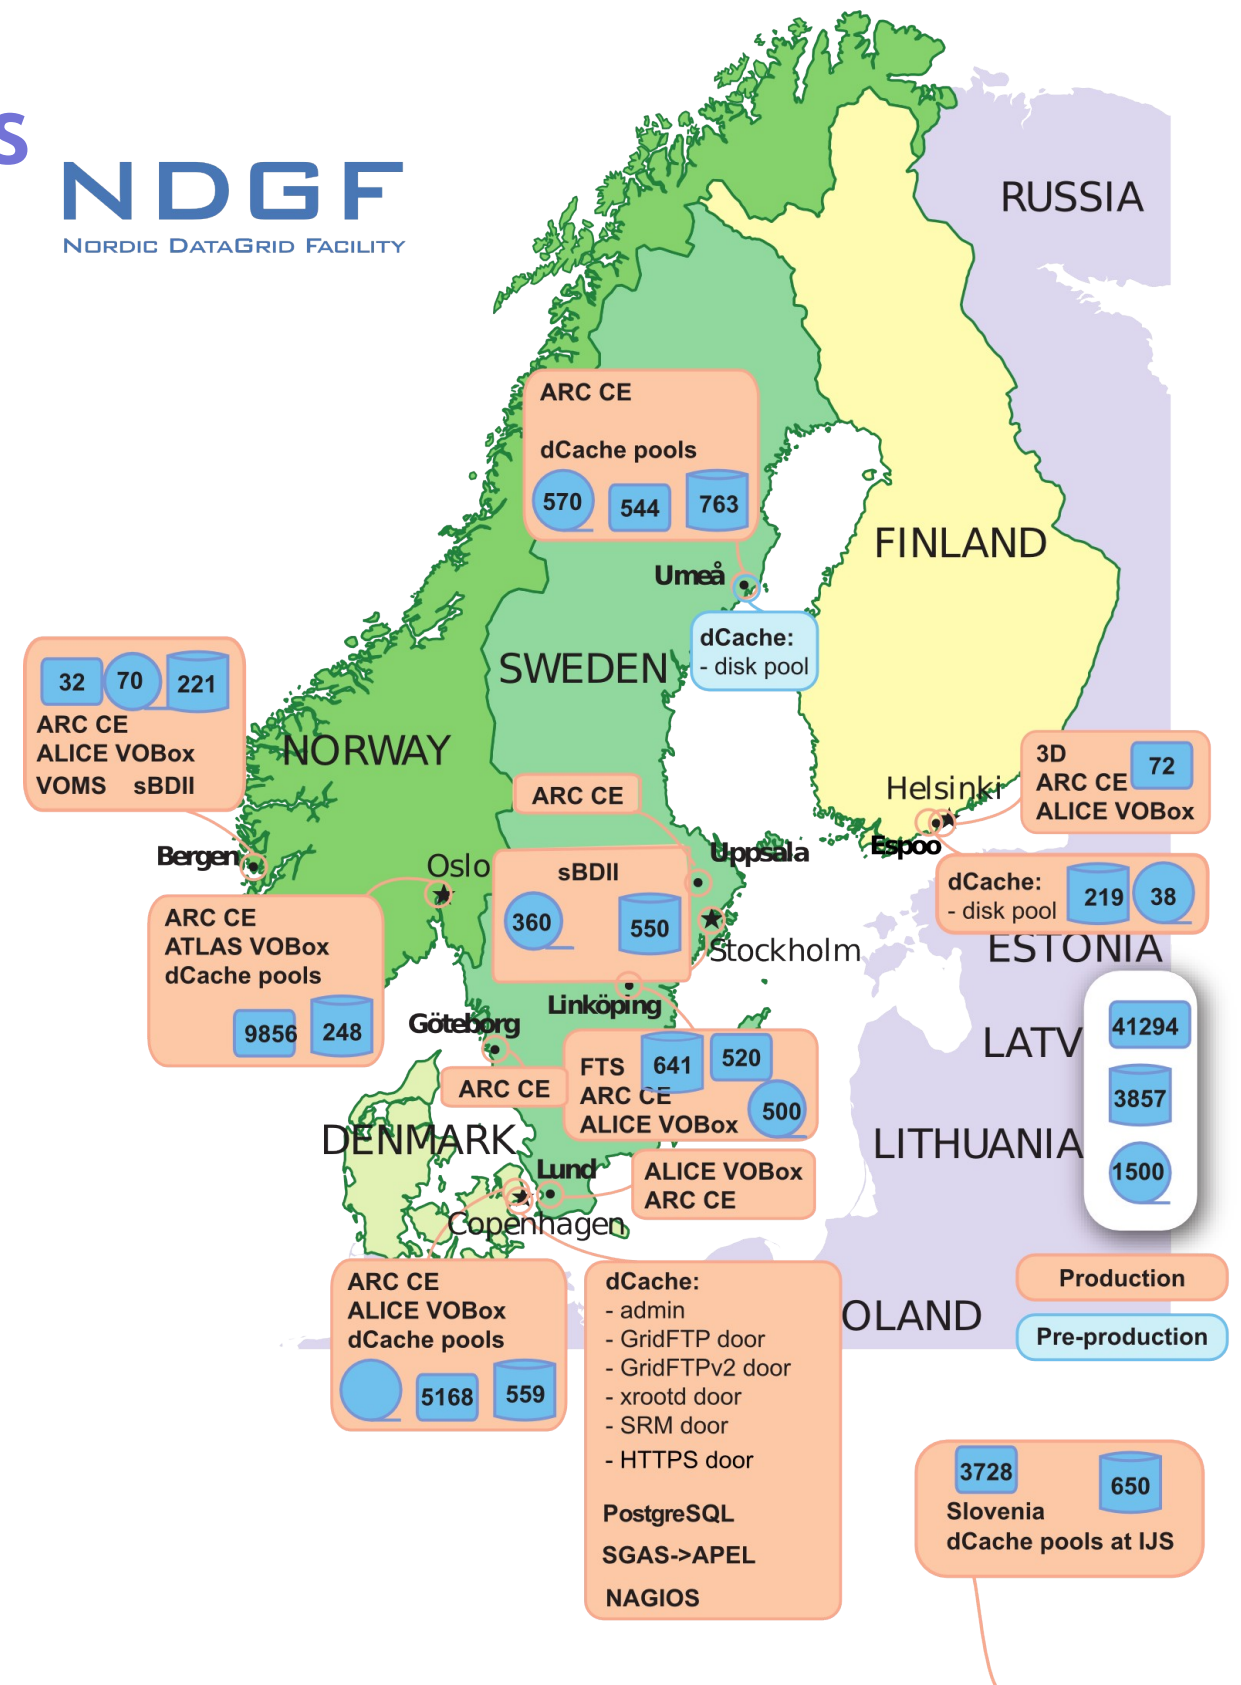 s
NDGF
NORDIC DATAGRID FACILITY
RUSSIA
ARC CE
dCache pools
570 544 763
FINLAND
Umeå
dCache:
- disk pool
SWEDEN
32 70 221
ARC CE
ALICE VOBox
VOMS sBDII
NORWAY
3D 72
ARC CE
ALICE VOBox
Helsinki
ARC CE
Espoo
Bergen
Oslo
Uppsala
sBDII
360 550
dCache:
- disk pool 219 38
ARC CE
ATLAS VOBox
dCache pools
9856 248
Stockholm
ESTONIA
Linköping
Göteborg
LATV
41294
3857
1500
FTS 641 520
ARC CE
ALICE VOBox 500
ARC CE
DENMARK
LITHUANIA
Lund
ALICE VOBox
ARC CE
Copenhagen
ARC CE
ALICE VOBox
dCache pools
5168 559
dCache:
- admin
- GridFTP door
- GridFTPv2 door
- xrootd door
- SRM door
- HTTPS door
PostgreSQL
SGAS->APEL
NAGIOS
OLAND
Production
Pre-production
3728 650
Slovenia
dCache pools at IJS